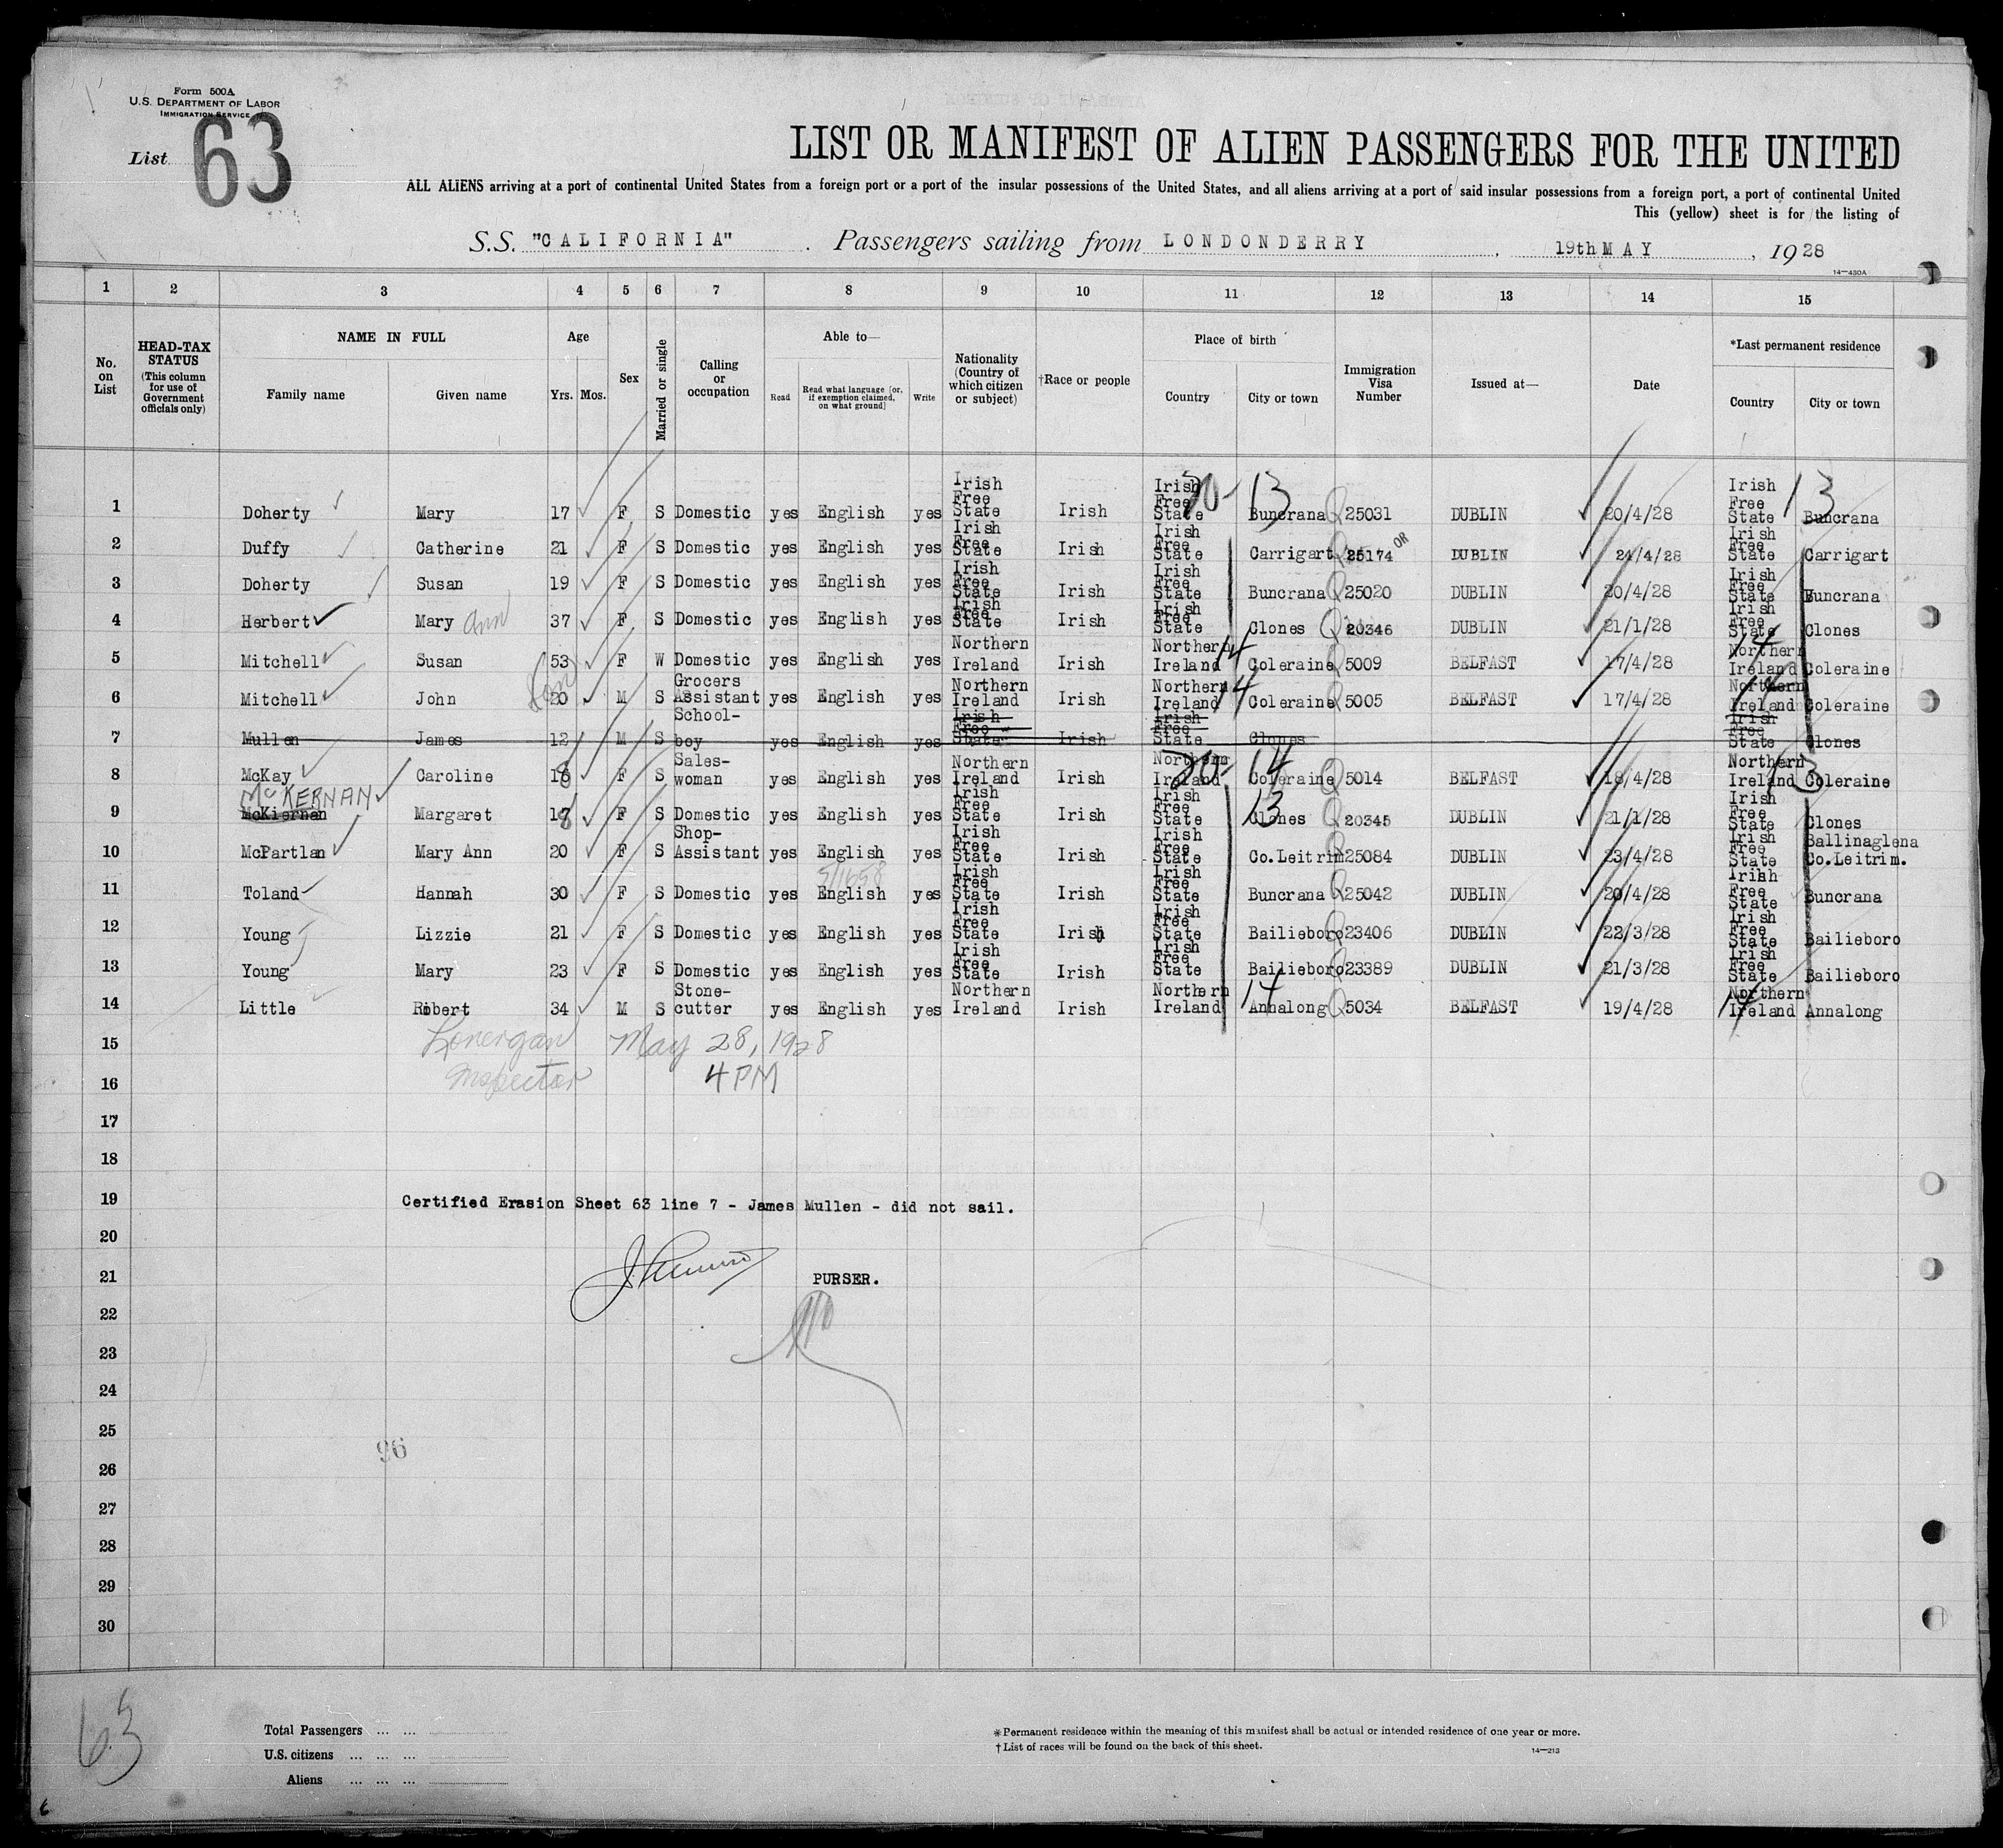 Form 500A
U.S. DEPARTMENT OF LABOR
IMMIGRATION SERVICE
List 63
LIST OR MANIFEST OF ALIEN PASSENGERS FOR THE UNITED
ALL ALIENS arriving at a port of continental United States from a foreign port or a port of the insular possessions of the United States, and all aliens arriving at a port of said insular possessions from a foreign port, a port of continental United
This (yellow) sheet is for the listing of
S.S. "CALIFORNIA" . Passengers sailing from LONDONDERRY , 19th MAY , 1928
14—430A
1 2 3 4 5 6 7 8 9 10 11 12 13 14 15
No. on List HEAD-TAX STATUS (This column for use of Government officials only) NAME IN FULL Family name Given name Age Yrs. Mos. Sex Married or single Calling or occupation Able to— Read Read what language [or, if exemption claimed, on what ground] Write Nationality (Country of which citizen or subject) †Race or people Place of birth Country City or town Immigration Visa Number Issued at— Date *Last permanent residence Country City or town
1 Doherty Mary 17 F S Domestic yes English yes Irish Free State Irish Irish Free State 20- 13 Buncrana Q 25031 DUBLIN 20/4/28 Irish Free State 13 Buncrana
2 Duffy Catherine 21 F S Domestic yes English yes Irish Free State Irish Irish Free State Carrigart Q 25174 OR DUBLIN 21/4/28 Irish Free State Carrigart
3 Doherty Susan 19 F S Domestic yes English yes Irish Free State Irish Irish Free State Buncrana Q 25020 DUBLIN 20/4/28 Irish Free State Buncrana
4 Herbert Mary Ann 37 F S Domestic yes English yes Irish Free State Irish Irish Free State Clones Q 20346 DUBLIN 21/1/28 Irish Free State Clones
5 Mitchell Susan 53 F W Domestic yes English yes Northern Ireland Irish Northern Ireland 14 Coleraine Q 5009 BELFAST 17/4/28 Northern Ireland 14 Coleraine
6 Mitchell John Son 20 M S Grocers Assistant yes English yes Northern Ireland Irish Northern Ireland 14 Coleraine Q 5005 BELFAST 17/4/28 Northern Ireland 14 Coleraine
7 Mullen James 12 M S School-boy yes English yes Irish Free State Irish Irish Free State Clones Irish Free State Clones
8 McKay Caroline 18 F S Sales-woman yes English yes Northern Ireland Irish Northern Ireland 20- 14 Coleraine Q 5014 BELFAST 18/4/28 Northern Ireland 13 Coleraine
McKERNAN
9 McKiernan Margaret 17 8 F S Domestic yes English yes Irish Free State Irish Irish Free State 13 Clones Q 20345 DUBLIN 21/1/28 Irish Free State Clones
10 McPartlan Mary Ann 20 F S Shop-Assistant yes English yes Irish Free State Irish Irish Free State Co.Leitrim Q 25084 DUBLIN 23/4/28 Irish Free State Ballinaglena Co.Leitrim.
11 Toland Hannah 30 F S Domestic yes English yes Irish Free State Irish Irish Free State Buncrana Q 25042 DUBLIN 20/4/28 Irish Free State Buncrana
12 Young Lizzie 21 F S Domestic yes English yes Irish Free State Irish Irish Free State Bailieboro Q 23406 DUBLIN 22/3/28 Irish Free State Bailieboro
13 Young Mary 23 F S Domestic yes English yes Irish Free State Irish Irish Free State Bailieboro Q 23389 DUBLIN 21/3/28 Irish Free State Bailieboro
14 Little Robert 34 M S Stone-cutter yes English yes Northern Ireland Irish Northern Ireland 14 Annalong Q 5034 BELFAST 19/4/28 Northern Ireland 14 Annalong
15 Lonergan May 28, 1928
16 Inspector 4 PM
17
18
19 Certified Erasion Sheet 63 line 7 - James Mullen - did not sail.
20
21 PURSER.
22
23
24
25
96
26
27
28
29
30
63
Total Passengers ... ...
U.S. citizens ... ... ...
Aliens ... ... ...
*Permanent residence within the meaning of this manifest shall be actual or intended residence of one year or more.
†List of races will be found on the back of this sheet.
14—213
6